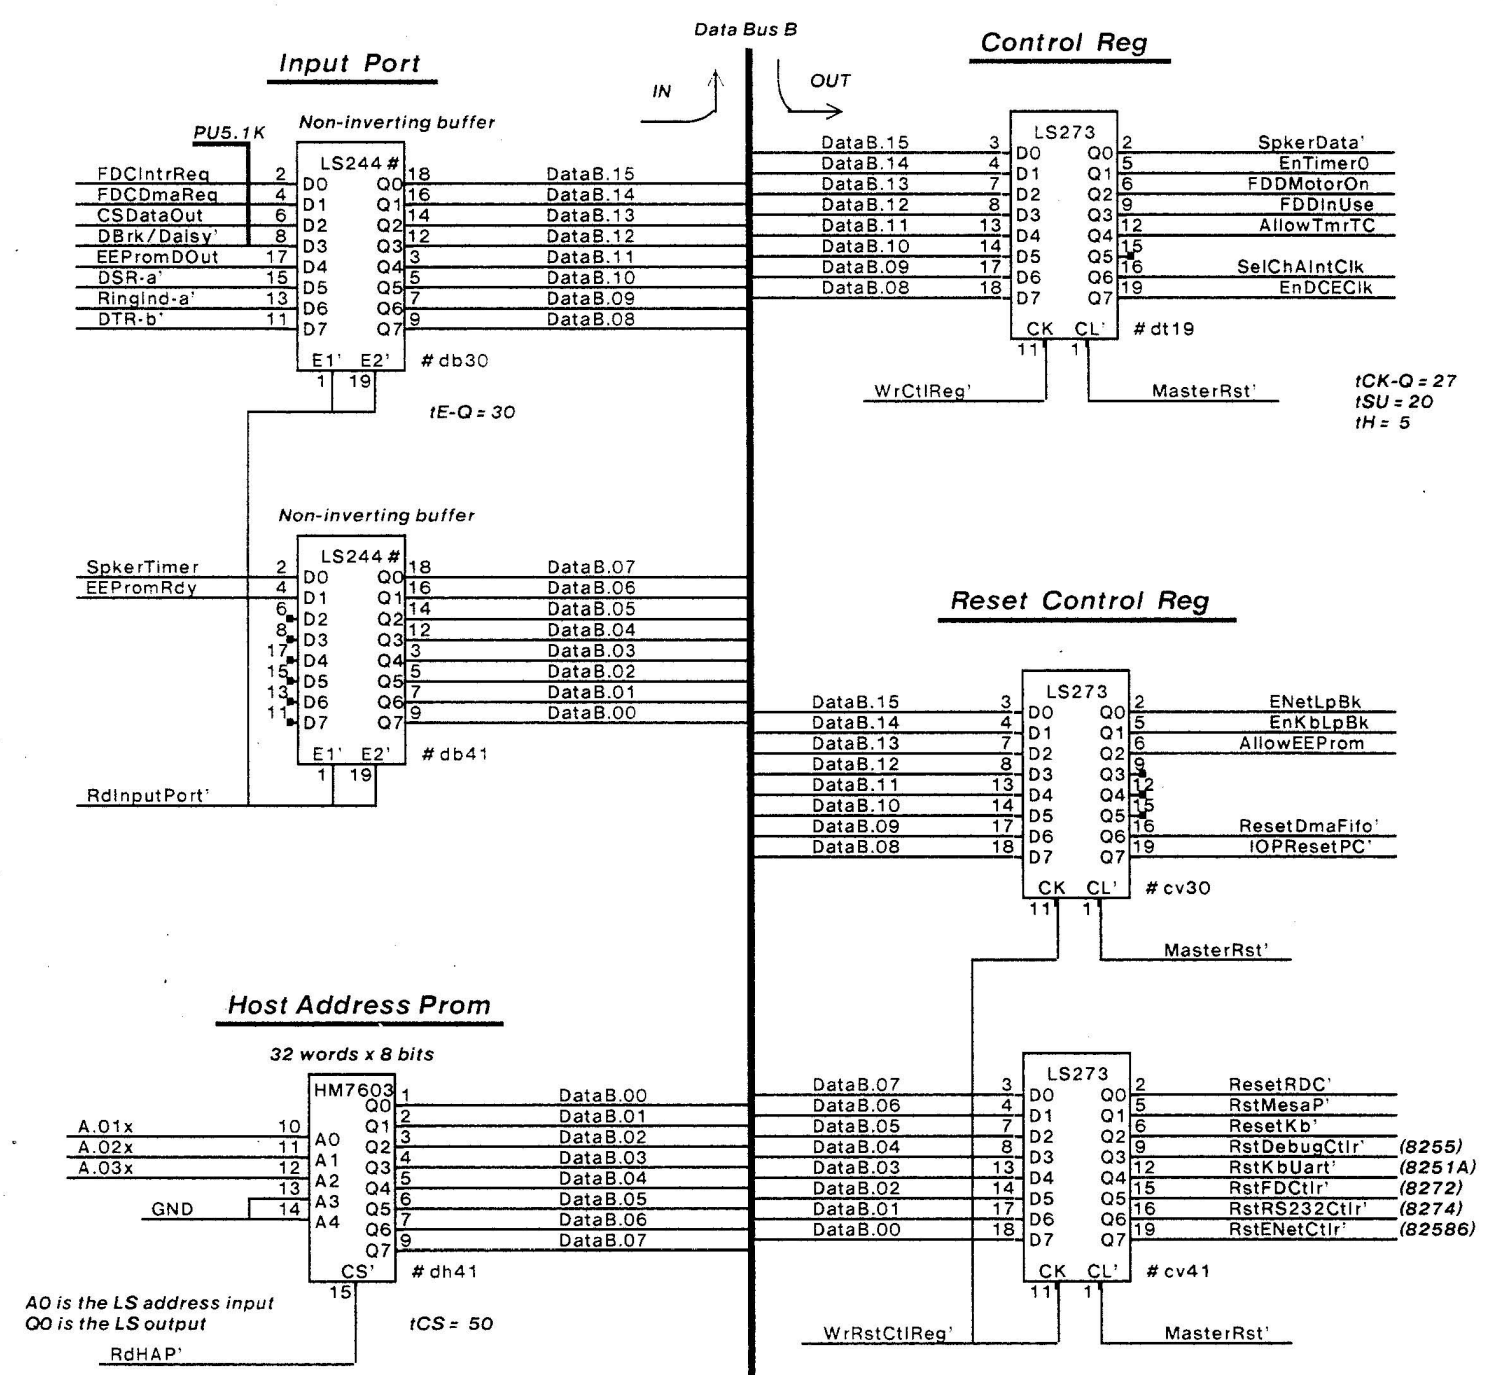 Data Bus B
IN
OUT
Input Port
Non-inverting buffer
PU5.1K
LS244 #
FDCIntrReq 2 D0 Q0 18 DataB.15
FDCDmaReq 4 D1 Q1 16 DataB.14
CSDataOut 6 D2 Q2 14 DataB.13
DBrk/Daisy' 8 D3 Q3 12 DataB.12
EEPromDOut 17 D4 Q4 3 DataB.11
DSR-a' 15 D5 Q5 5 DataB.10
RingInd-a' 13 D6 Q6 7 DataB.09
DTR-b' 11 D7 Q7 9 DataB.08
E1' E2' # db30
1 19
tE-Q = 30
Non-inverting buffer
LS244 #
SpkerTimer 2 D0 Q0 18 DataB.07
EEPromRdy 4 D1 Q1 16 DataB.06
6 D2 Q2 14 DataB.05
8 D3 Q3 12 DataB.04
17 D4 Q4 3 DataB.03
15 D5 Q5 5 DataB.02
13 D6 Q6 7 DataB.01
11 D7 Q7 9 DataB.00
E1' E2' # db41
1 19
RdInputPort'
Host Address Prom
32 words x 8 bits
HM7603
Q0 1 DataB.00
Q1 2 DataB.01
A.01x 10 A0 Q2 3 DataB.02
A.02x 11 A1 Q3 4 DataB.03
A.03x 12 A2 Q4 5 DataB.04
13 A3 Q5 6 DataB.05
GND 14 A4 Q6 7 DataB.06
Q7 9 DataB.07
CS' # dh41
15
A0 is the LS address input
Q0 is the LS output
tCS = 50
RdHAP'
Control Reg
LS273
DataB.15 3 D0 Q0 2 SpkerData'
DataB.14 4 D1 Q1 5 EnTimer0
DataB.13 7 D2 Q2 6 FDDMotorOn
DataB.12 8 D3 Q3 9 FDDInUse
DataB.11 13 D4 Q4 12 AllowTmrTC
DataB.10 14 D5 Q5 15
DataB.09 17 D6 Q6 16 SelChAIntClk
DataB.08 18 D7 Q7 19 EnDCEClk
CK CL' # dt19
11 1
WrCtlReg' MasterRst'
tCK-Q = 27
tSU = 20
tH = 5
Reset Control Reg
LS273
DataB.15 3 D0 Q0 2 ENetLpBk
DataB.14 4 D1 Q1 5 EnKbLpBk
DataB.13 7 D2 Q2 6 AllowEEProm
DataB.12 8 D3 Q3 9
DataB.11 13 D4 Q4 12
DataB.10 14 D5 Q5 15
DataB.09 17 D6 Q6 16 ResetDmaFifo'
DataB.08 18 D7 Q7 19 IOPResetPC'
CK CL' # cv30
11 1
MasterRst'
LS273
DataB.07 3 D0 Q0 2 ResetRDC'
DataB.06 4 D1 Q1 5 RstMesaP'
DataB.05 7 D2 Q2 6 ResetKb'
DataB.04 8 D3 Q3 9 RstDebugCtlr' (8255)
DataB.03 13 D4 Q4 12 RstKbUart' (8251A)
DataB.02 14 D5 Q5 15 RstFDCtlr' (8272)
DataB.01 17 D6 Q6 16 RstRS232Ctlr' (8274)
DataB.00 18 D7 Q7 19 RstENetCtlr' (82586)
CK CL' # cv41
11 1
WrRstCtlReg' MasterRst'